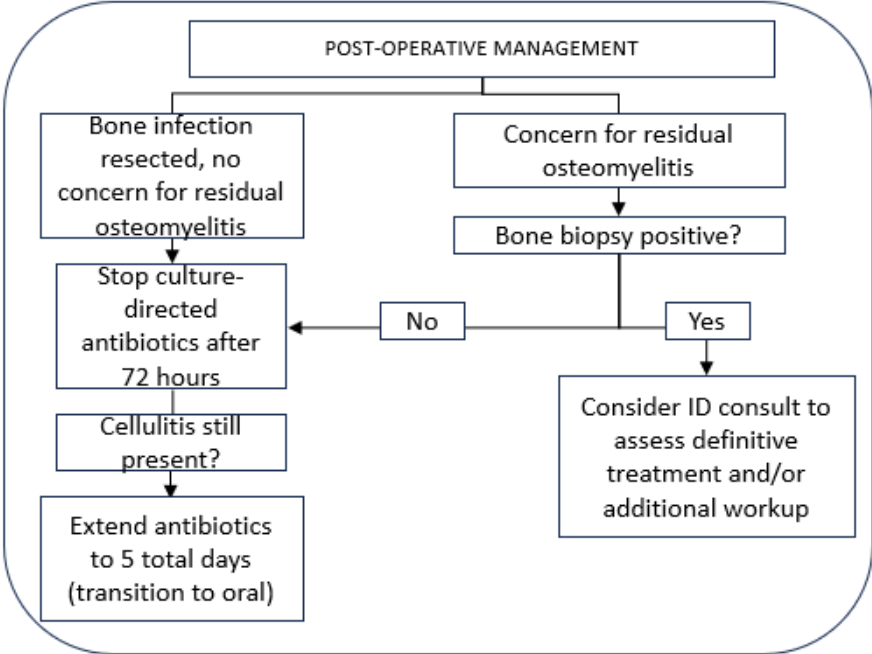 POST-OPERATIVE MANAGEMENT
Bone infection
resected, no
concern for residual
osteomyelitis
Concern for residual
osteomyelitis
Bone biopsy positive?
Stop culture-
directed
antibiotics after
72 hours
No
Yes
Cellulitis still
present?
Consider ID consult to
assess definitive
treatment and/or
additional workup
Extend antibiotics
to 5 total days
(transition to oral)